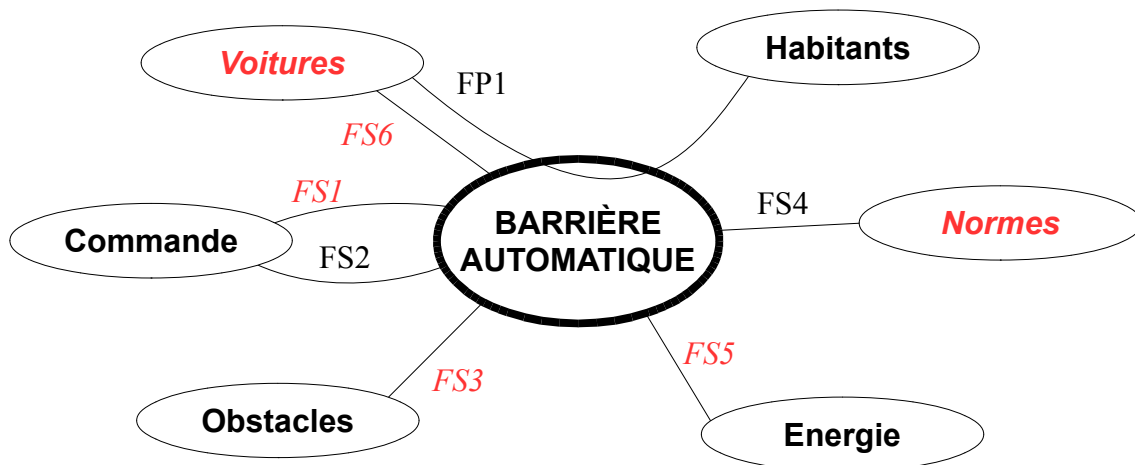 Voitures
Habitants
FP1
FS6
FS1
FS4
Normes
Commande
FS2
BARRIÈRE
AUTOMATIQUE
FS3
FS5
Obstacles
Energie